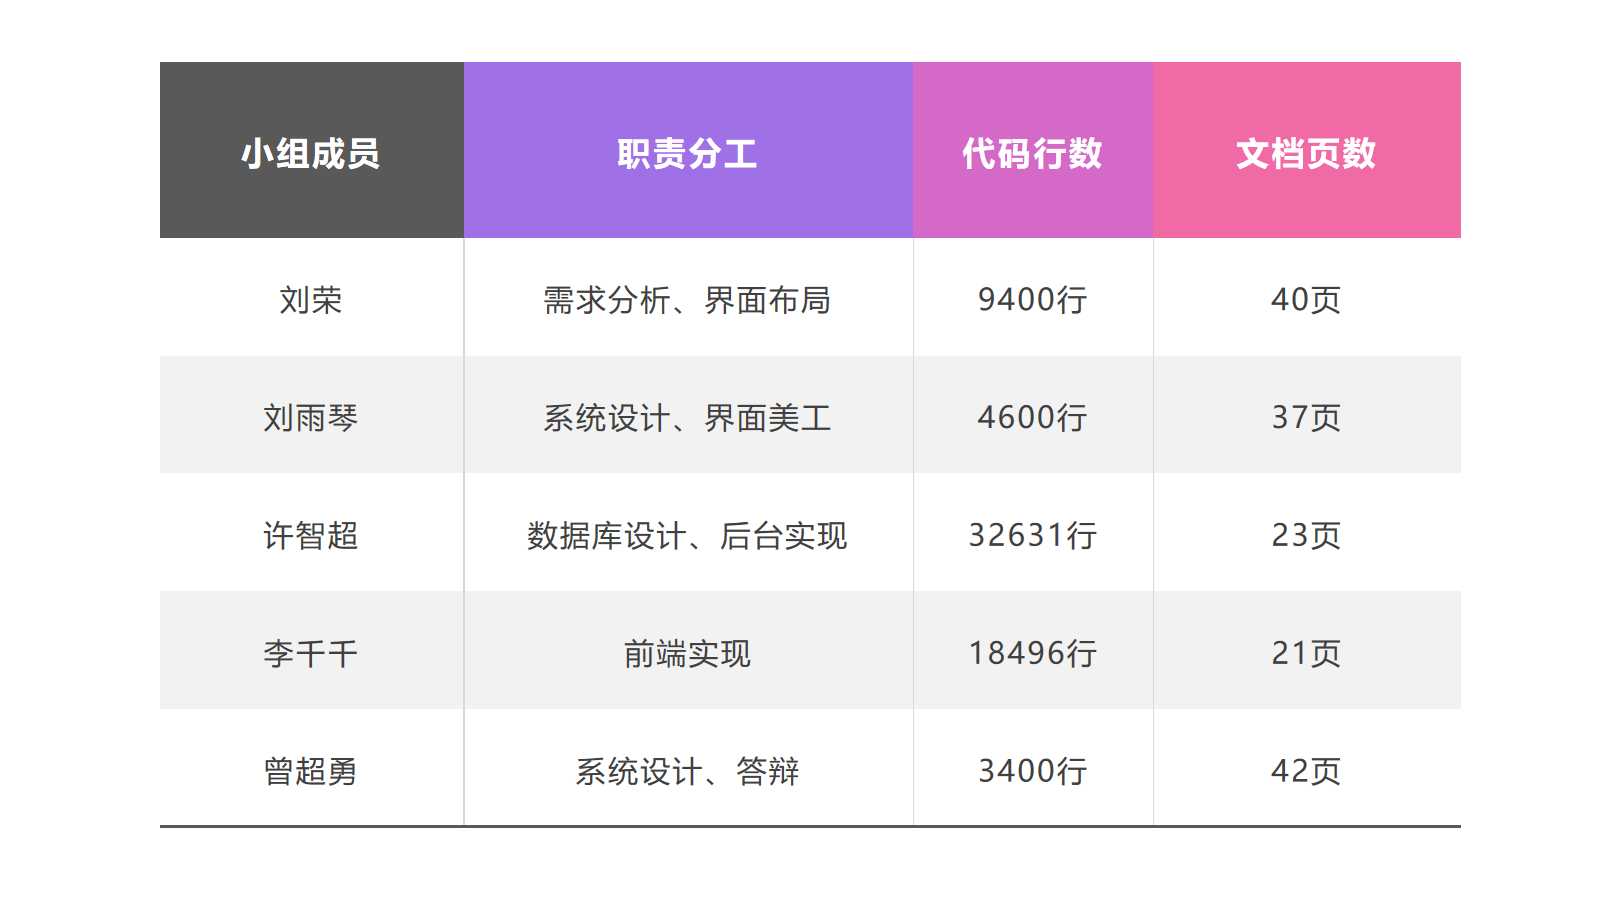 小组成员 职责分工 代码行数 文档页数
刘荣 需求分析、界面布局 9400行 40页
刘雨琴 系统设计、界面美工 4600行 37页
许智超 数据库设计、后台实现 32631行 23页
李千千 前端实现 18496行 21页
曾超勇 系统设计、答辩 3400行 42页